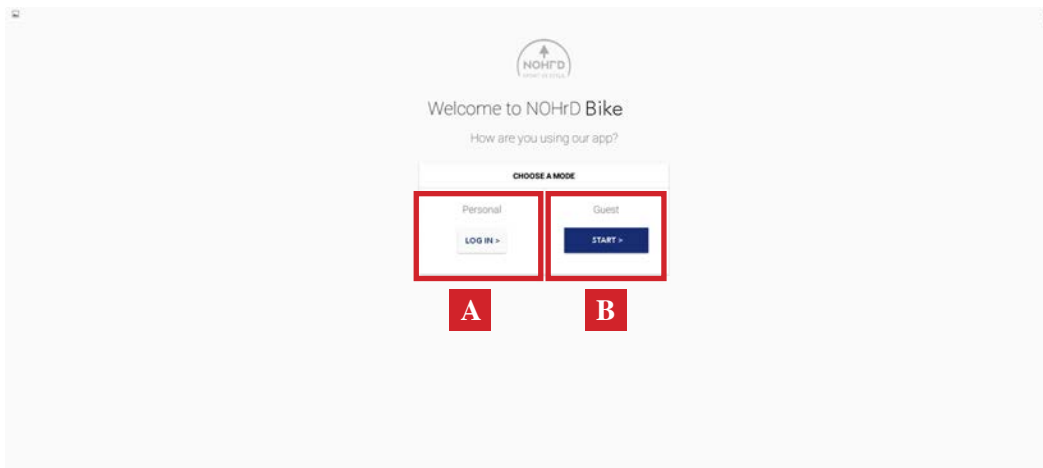 NOHrD
Welcome to NOHrD Bike
How are you using our app?
CHOOSE A MODE
Personal Guest
LOG IN > START >
A B